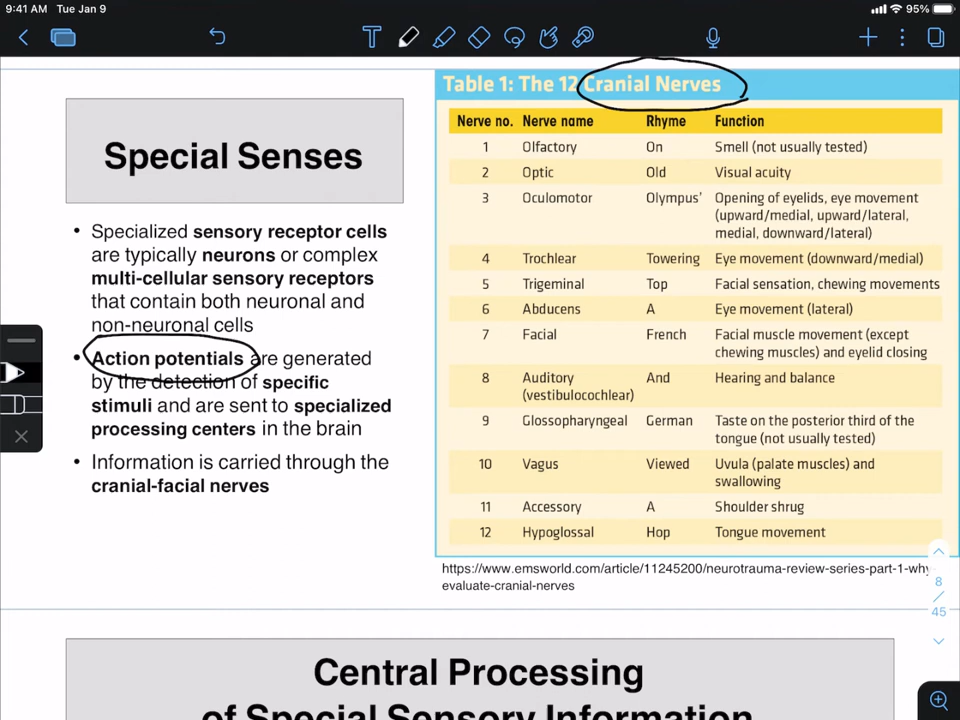 9:41 AM Tue Jan 9
95%
T
Special Senses
• Specialized sensory receptor cells
are typically neurons or complex
multi-cellular sensory receptors
that contain both neuronal and
non-neuronal cells
• Action potentials are generated
by the detection of specific
stimuli and are sent to specialized
processing centers in the brain
• Information is carried through the
cranial-facial nerves
Table 1: The 12 Cranial Nerves
Nerve no. Nerve name Rhyme Function
1 Olfactory On Smell (not usually tested)
2 Optic Old Visual acuity
3 Oculomotor Olympus' Opening of eyelids, eye movement
(upward/medial, upward/lateral,
medial, downward/lateral)
4 Trochlear Towering Eye movement (downward/medial)
5 Trigeminal Top Facial sensation, chewing movements
6 Abducens A Eye movement (lateral)
7 Facial French Facial muscle movement (except
chewing muscles) and eyelid closing
8 Auditory And Hearing and balance
(vestibulocochlear)
9 Glossopharyngeal German Taste on the posterior third of the
tongue (not usually tested)
10 Vagus Viewed Uvula (palate muscles) and
swallowing
11 Accessory A Shoulder shrug
12 Hypoglossal Hop Tongue movement
https://www.emsworld.com/article/11245200/neurotrauma-review-series-part-1-why-
evaluate-cranial-nerves
8
/
45
Central Processing
of Special Sensory Information